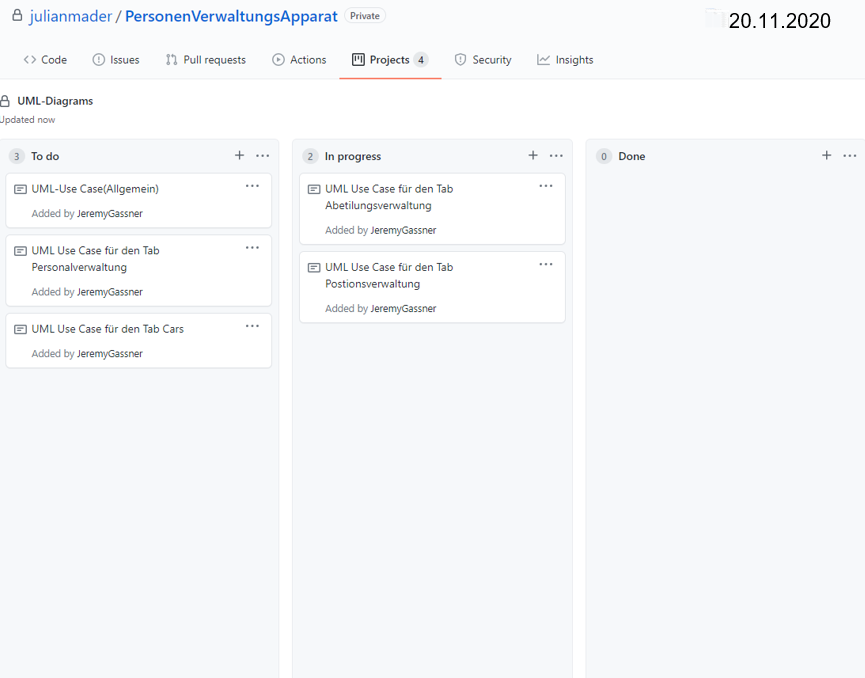 julianmader / PersonenVerwaltungsApparat Private
20.11.2020
Code Issues Pull requests Actions Projects 4 Security Insights
UML-Diagrams
Updated now
3 To do
UML-Use Case(Allgemein)
Added by JeremyGassner
UML Use Case für den Tab
Personalverwaltung
Added by JeremyGassner
UML Use Case für den Tab Cars
Added by JeremyGassner
2 In progress
UML Use Case für den Tab
Abetilungsverwaltung
Added by JeremyGassner
UML Use Case für den Tab
Postionsverwaltung
Added by JeremyGassner
0 Done